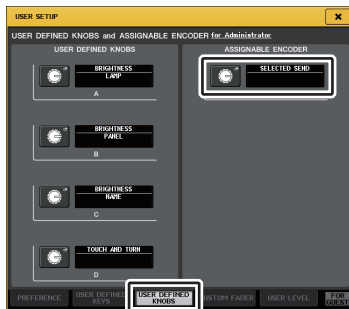 USER SETUP
USER DEFINED KNOBS and ASSIGNABLE ENCODER for Administrator
USER DEFINED KNOBS
BRIGHTNESS
LAMP
A
BRIGHTNESS
PANEL
B
BRIGHTNESS
NAME
C
TOUCH AND TURN
D
ASSIGNABLE ENCODER
SELECTED SEND
PREFERENCE
USER DEFINED
KEYS
USER DEFINED
KNOBS
USTOM FADER
USER LEVEL
FOR
GUEST